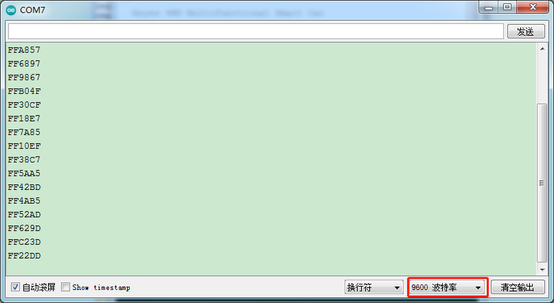 COM7
发送
FFA857
FF6897
FF9867
FFB04F
FF30CF
FF18E7
FF7A85
FF10EF
FF38C7
FF5AA5
FF42BD
FF4AB5
FF52AD
FF629D
FFC23D
FF22DD
自动滚屏 Show timestamp 换行符 9600 波特率 清空输出